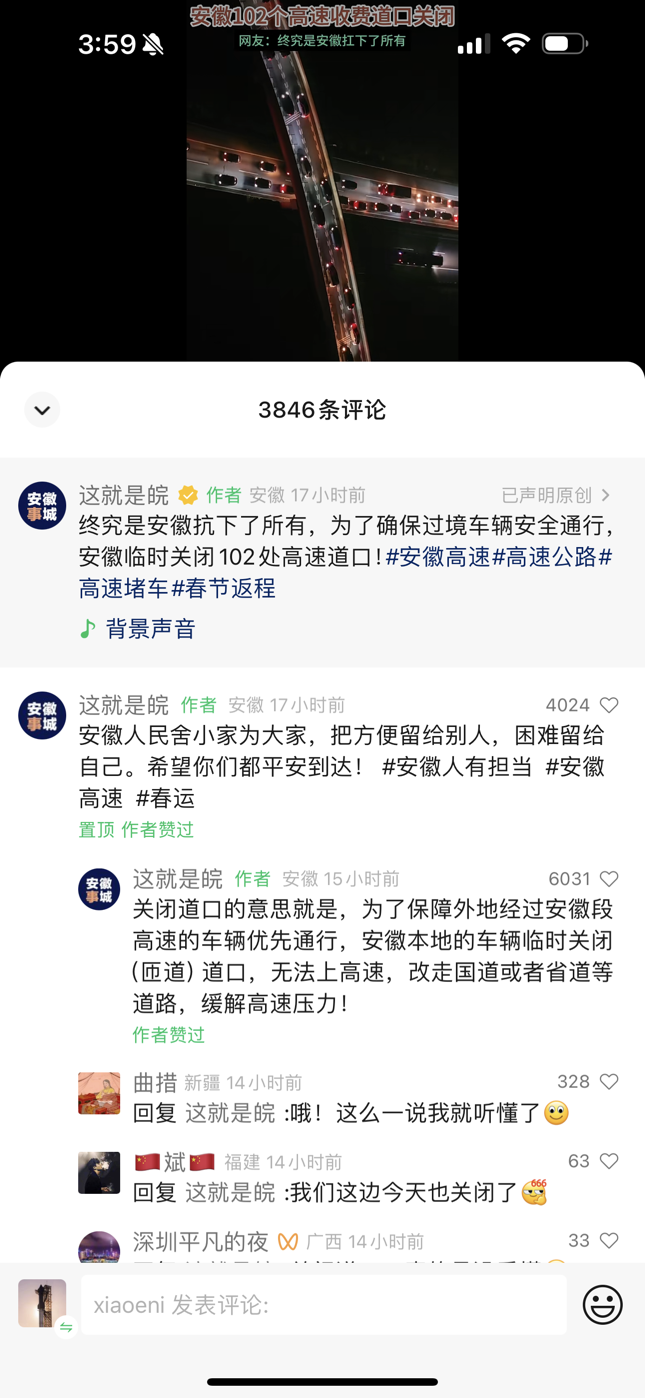 安徽102个高速收费道口关闭
3:59
网友：终究是安徽扛下了所有
3846条评论
安徽
事城
这就是皖 作者 安徽 17小时前 已声明原创
终究是安徽抗下了所有，为了确保过境车辆安全通行，
安徽临时关闭102处高速道口！#安徽高速#高速公路#
高速堵车#春节返程
背景声音
安徽
事城
这就是皖 作者 安徽 17小时前 4024
安徽人民舍小家为大家，把方便留给别人，困难留给
自己。希望你们都平安到达！ #安徽人有担当 #安徽
高速 #春运
置顶 作者赞过
安徽
事城
这就是皖 作者 安徽 15小时前 6031
关闭道口的意思就是，为了保障外地经过安徽段
高速的车辆优先通行，安徽本地的车辆临时关闭
（匝道）道口，无法上高速，改走国道或者省道等
道路，缓解高速压力！
作者赞过
曲措 新疆 14小时前 328
回复 这就是皖 :哦！这么一说我就听懂了
🇨🇳斌🇨🇳 福建 14小时前 63
回复 这就是皖 :我们这边今天也关闭了 666
深圳平凡的夜 广西 14小时前 33
xiaoeni 发表评论: